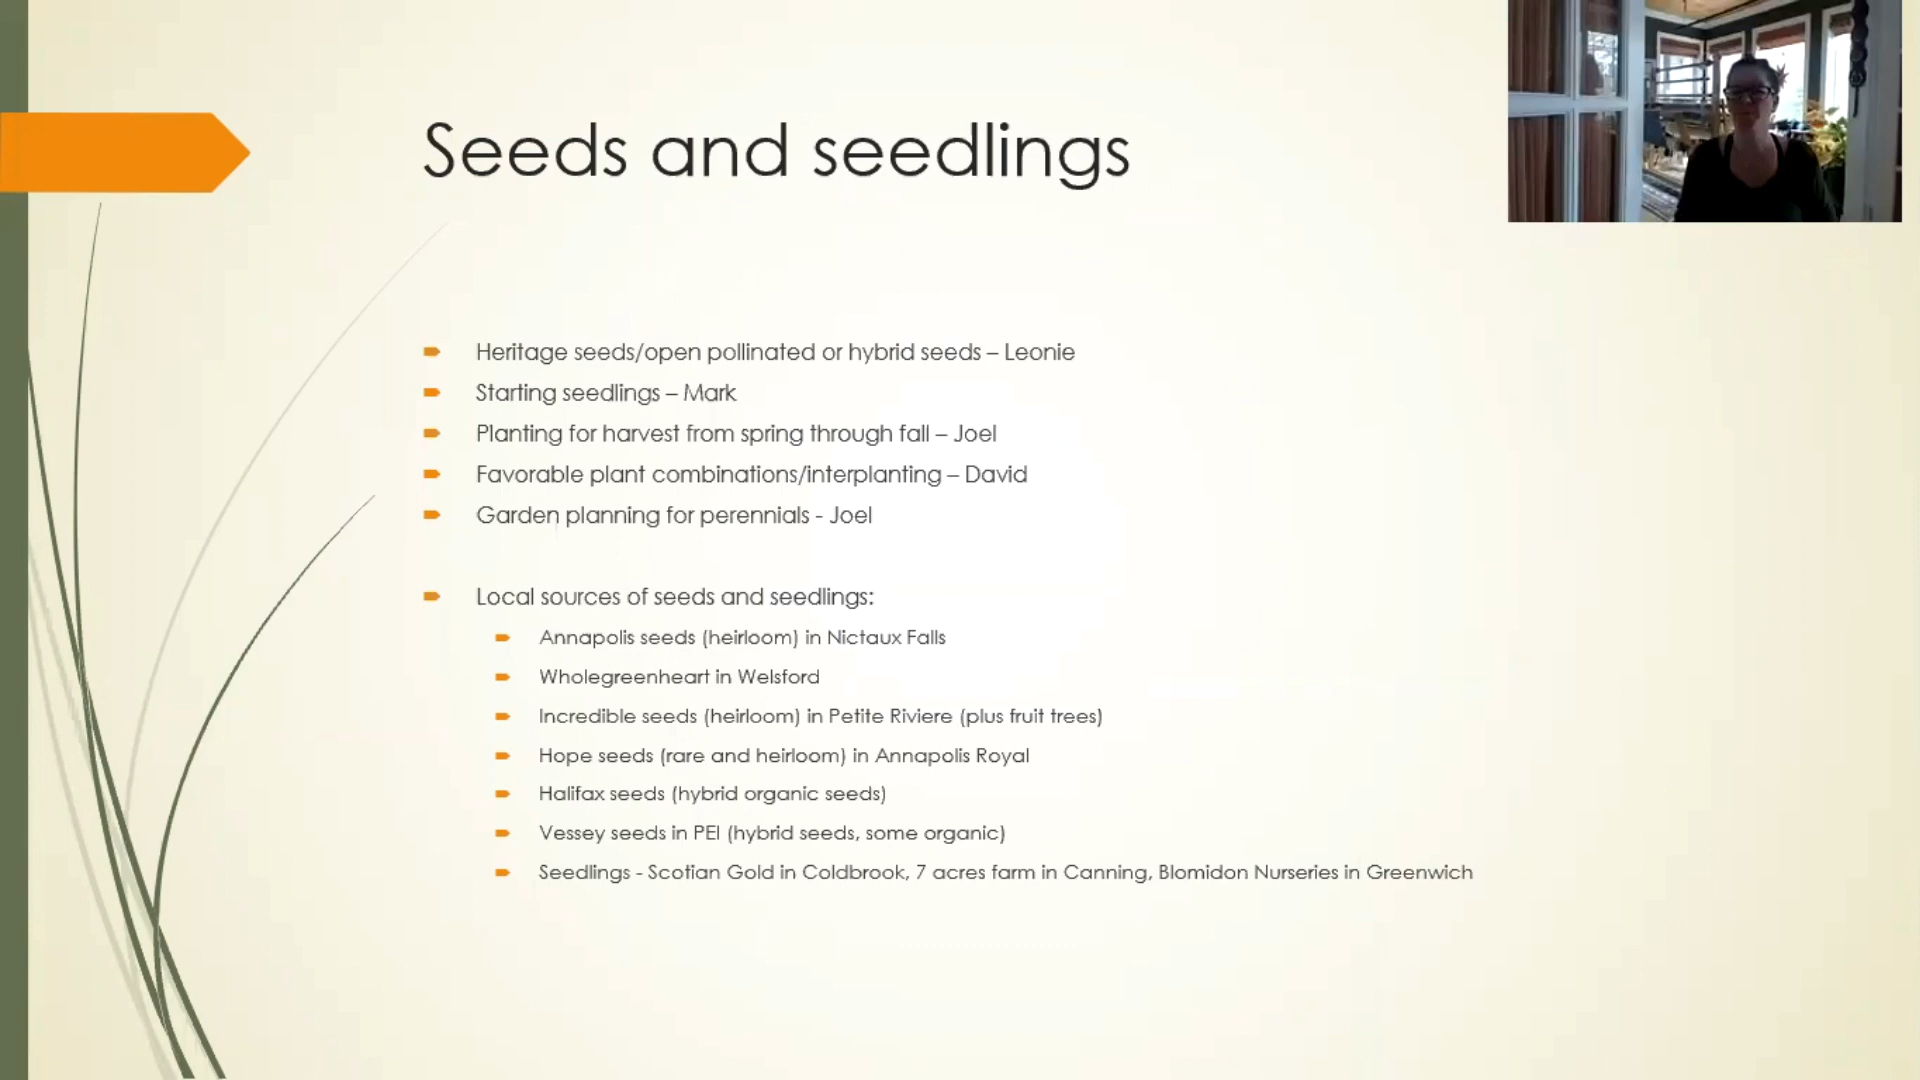 Seeds and seedlings
Heritage seeds/open pollinated or hybrid seeds – Leonie
Starting seedlings – Mark
Planting for harvest from spring through fall – Joel
Favorable plant combinations/interplanting – David
Garden planning for perennials - Joel
Local sources of seeds and seedlings:
Annapolis seeds (heirloom) in Nictaux Falls
Wholegreenheart in Welsford
Incredible seeds (heirloom) in Petite Riviere (plus fruit trees)
Hope seeds (rare and heirloom) in Annapolis Royal
Halifax seeds (hybrid organic seeds)
Vessey seeds in PEI (hybrid seeds, some organic)
Seedlings - Scotian Gold in Coldbrook, 7 acres farm in Canning, Blomidon Nurseries in Greenwich